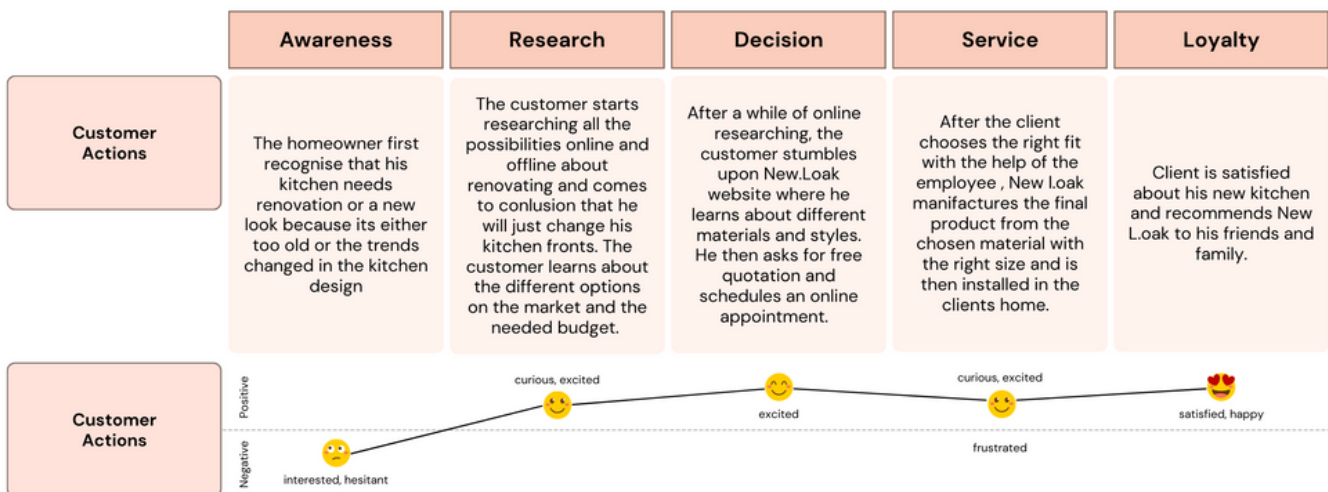 Awareness
Research
Decision
Service
Loyalty
Customer
Actions
The homeowner first
recognise that his
kitchen needs
renovation or a new
look because its either
too old or the trends
changed in the kitchen
design
The customer starts
researching all the
possibilities online and
offline about
renovating and comes
to conlusion that he
will just change his
kitchen fronts. The
customer learns about
the different options
on the market and the
needed budget.
After a while of online
researching, the
customer stumbles
upon New.Loak
website where he
learns about different
materials and styles.
He then asks for free
quotation and
schedules an online
appointment.
After the client
chooses the right fit
with the help of the
employee , New l.oak
manifactures the final
product from the
chosen material with
the right size and is
then installed in the
clients home.
Client is satisfied
about his new kitchen
and recommends New
L.oak to his friends and
family.
Customer
Actions
Positive
Negative
interested, hesitant
curious, excited
excited
curious, excited
frustrated
satisfied, happy